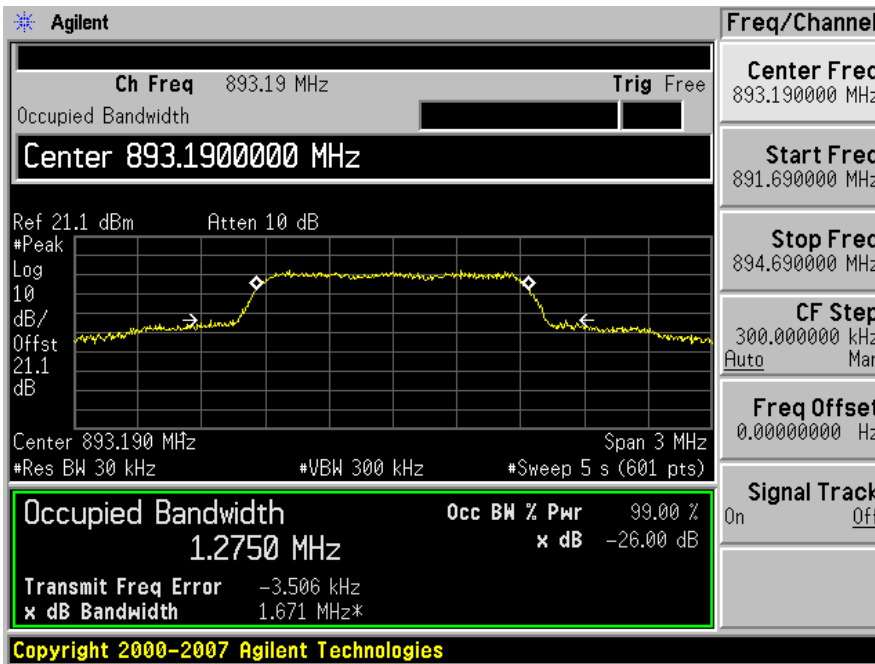 Agilent
Freq/Channel
Ch Freq 893.19 MHz Trig Free
Occupied Bandwidth
Center 893.1900000 MHz
Ref 21.1 dBm Atten 10 dB
#Peak
Log
10
dB/
Offst
21.1
dB
Center 893.190 MHz Span 3 MHz
#Res BW 30 kHz #VBW 300 kHz #Sweep 5 s (601 pts)
Occupied Bandwidth
1.2750 MHz
Occ BW % Pwr 99.00 %
x dB -26.00 dB
Transmit Freq Error -3.506 kHz
x dB Bandwidth 1.671 MHz*
Center Freq
893.190000 MHz
Start Freq
891.690000 MHz
Stop Freq
894.690000 MHz
CF Step
300.000000 kHz
Auto Man
Freq Offset
0.00000000 Hz
Signal Track
On Off
Copyright 2000-2007 Agilent Technologies